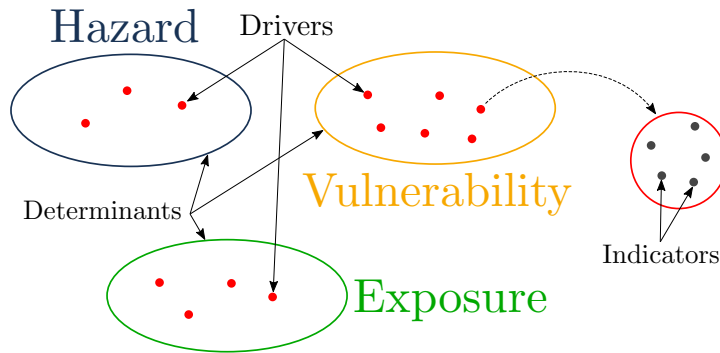 Hazard
Drivers
Vulnerability
Determinants
Indicators
Exposure